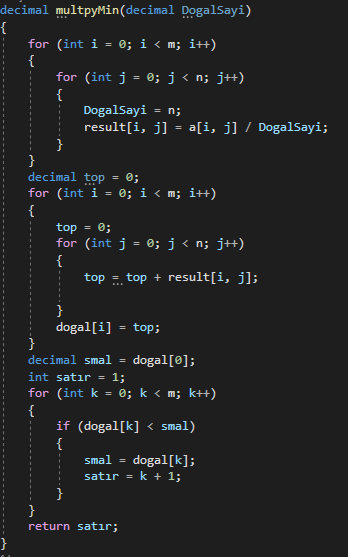 decimal multpyMin(decimal DogalSayi)
{
for (int i = 0; i < m; i++)
{
for (int j = 0; j < n; j++)
{
DogalSayi = n;
result[i, j] = a[i, j] / DogalSayi;
}
}
decimal top = 0;
for (int i = 0; i < m; i++)
{
top = 0;
for (int j = 0; j < n; j++)
{
top = top + result[i, j];
}
dogal[i] = top;
}
decimal smal = dogal[0];
int satır = 1;
for (int k = 0; k < m; k++)
{
if (dogal[k] < smal)
{
smal = dogal[k];
satır = k + 1;
}
}
return satır;
}